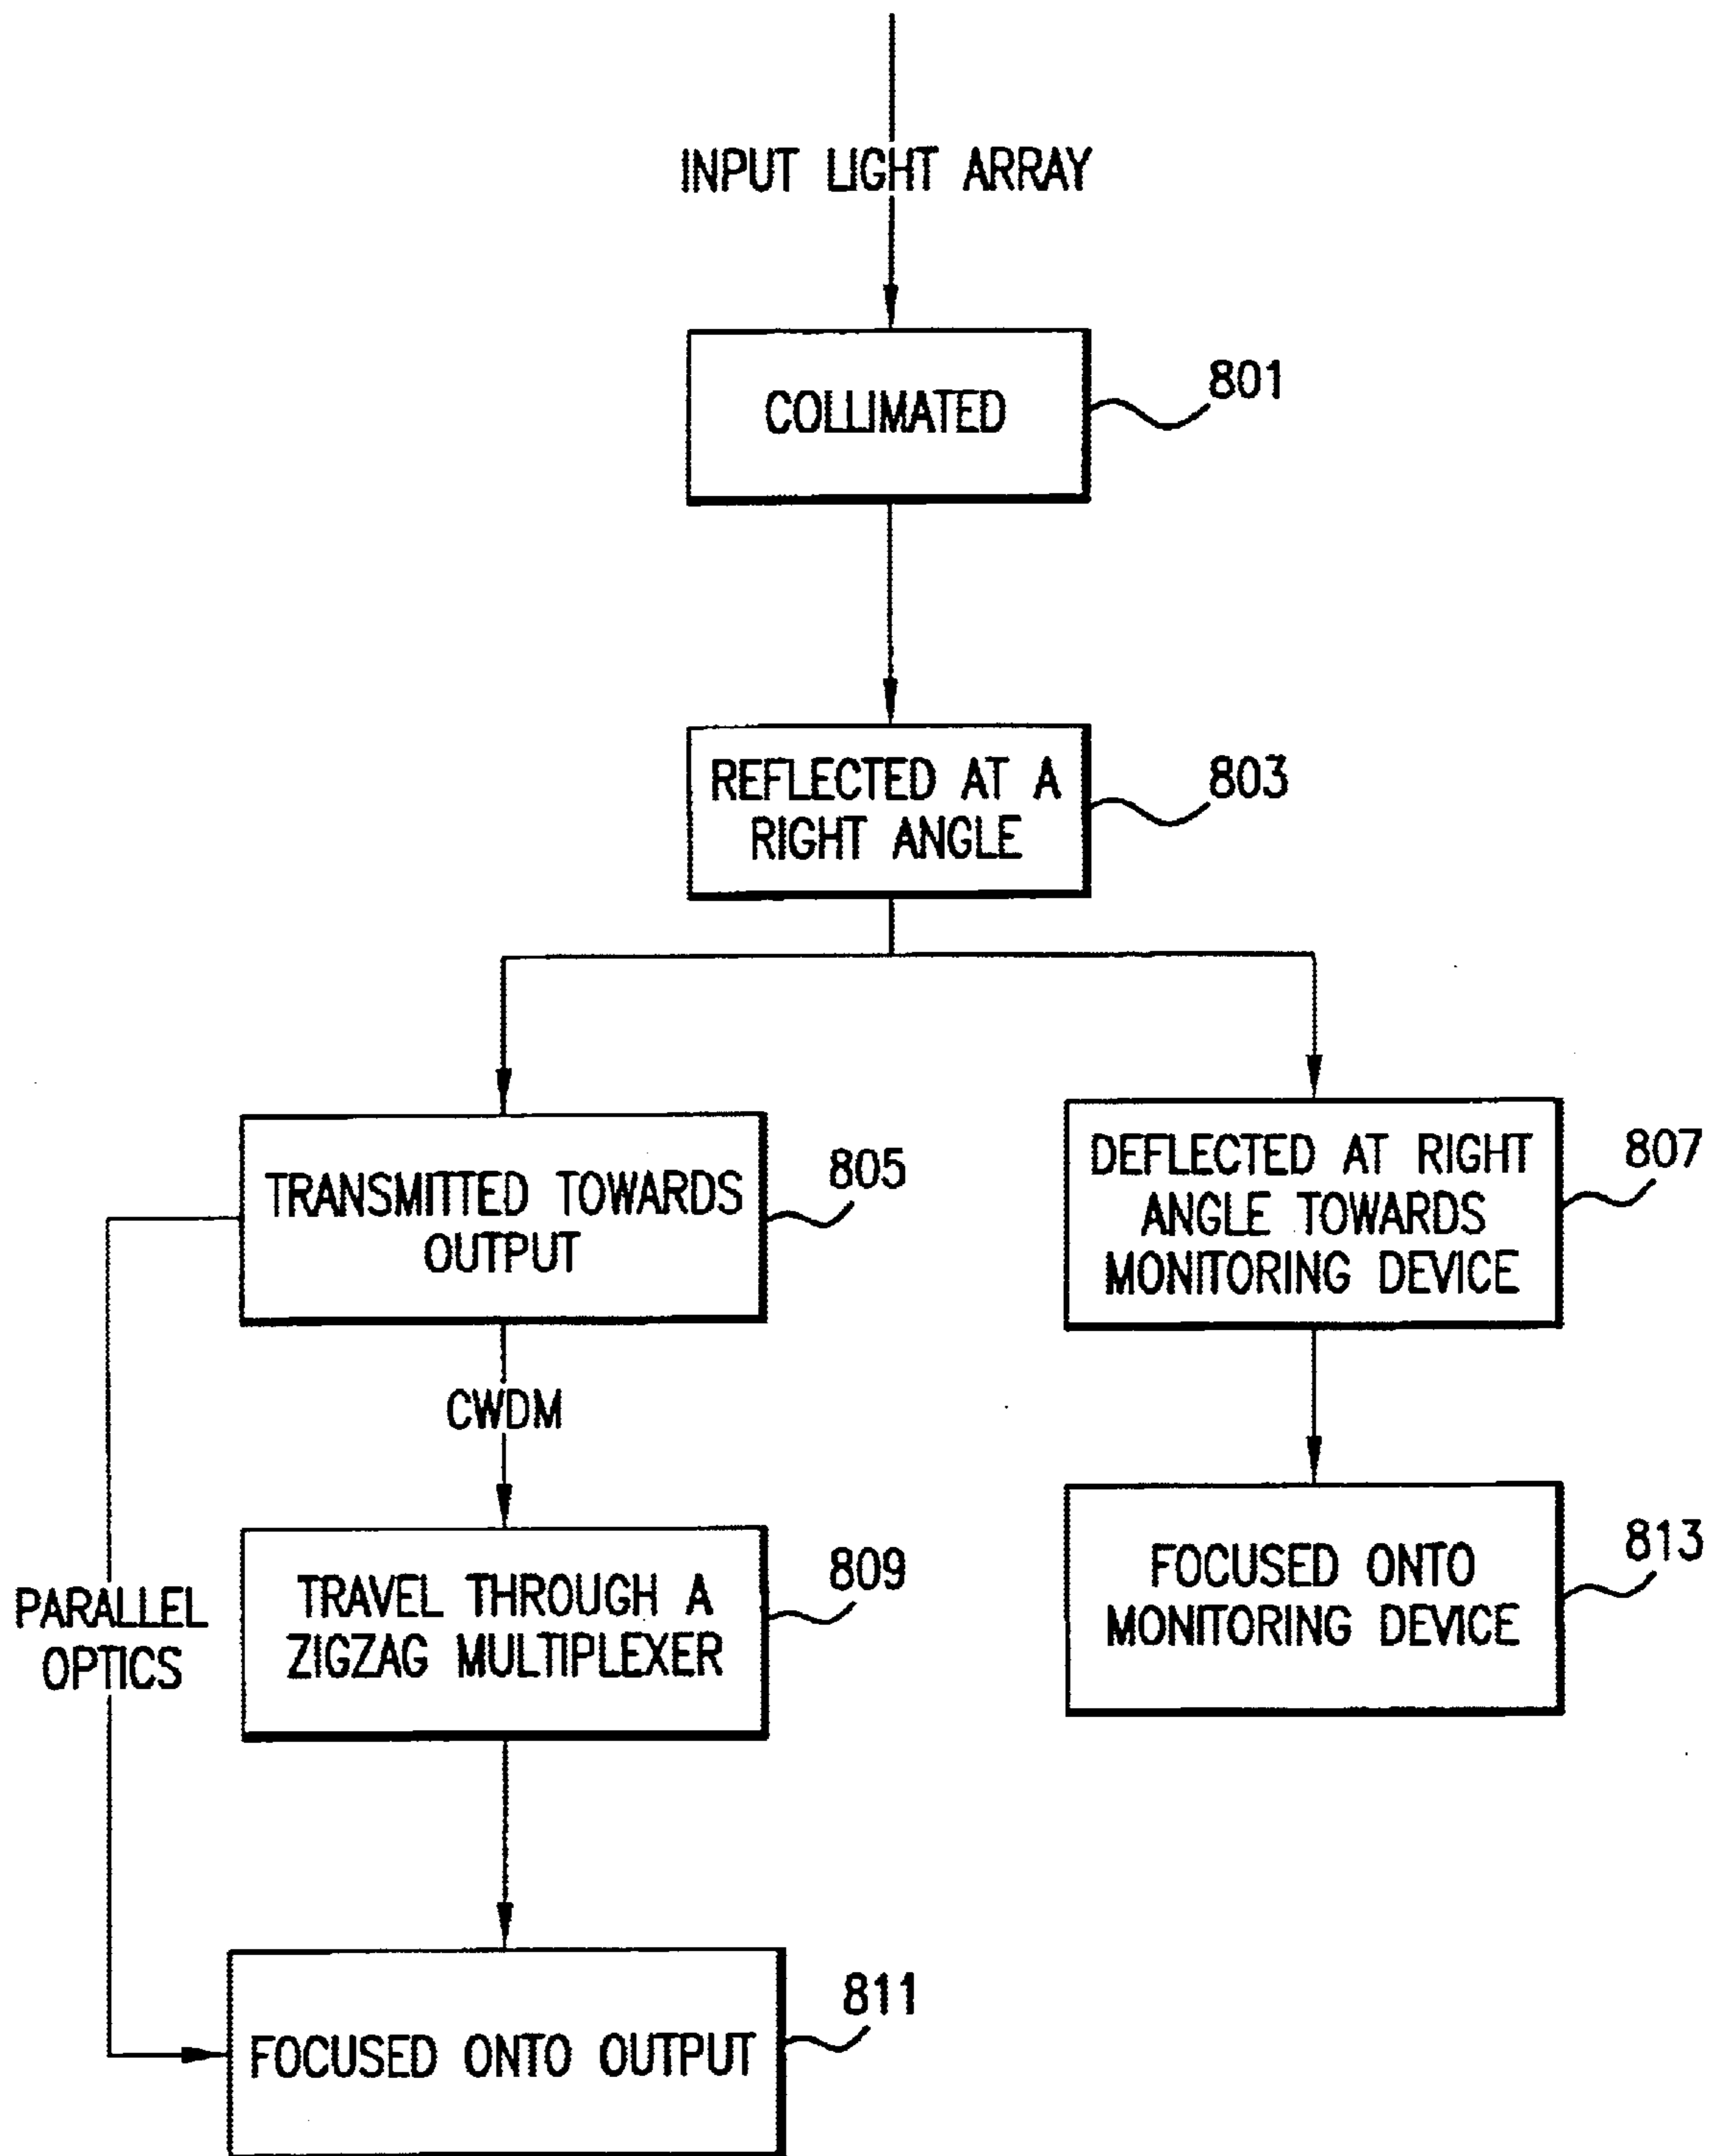 INPUT LIGHT ARRAY
COLLIMATED
801
REFLECTED AT A
RIGHT ANGLE
803
TRANSMITTED TOWARDS
OUTPUT
805
DEFLECTED AT RIGHT
ANGLE TOWARDS
MONITORING DEVICE
807
CWDM
PARALLEL
OPTICS
TRAVEL THROUGH A
ZIGZAG MULTIPLEXER
809
FOCUSED ONTO
MONITORING DEVICE
813
FOCUSED ONTO OUTPUT
811